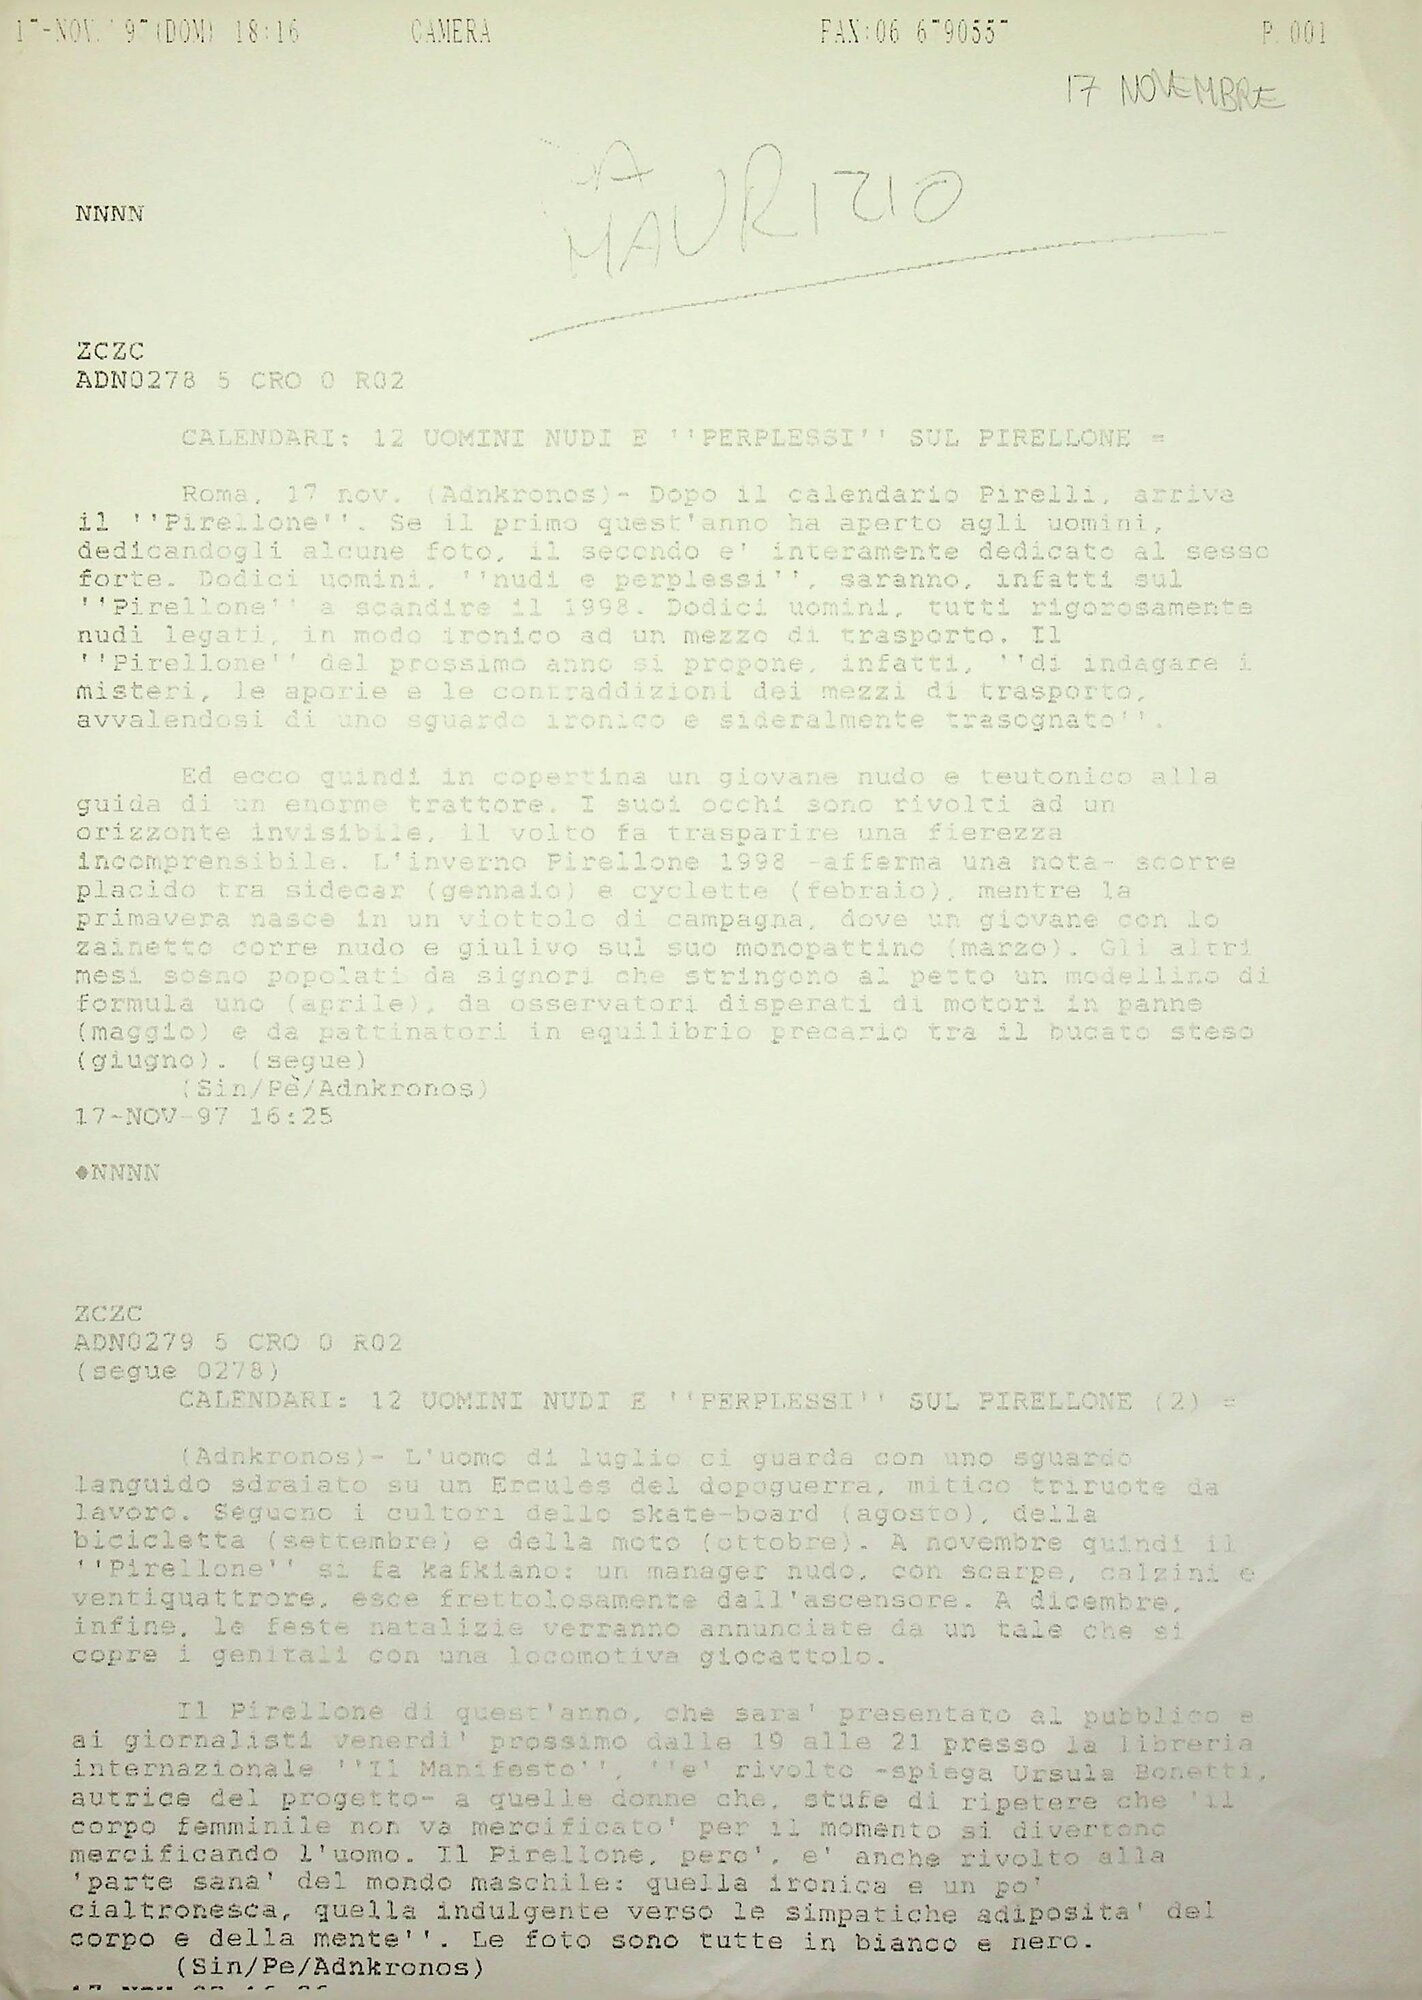 17-NOV. '97 (DOM) 18:16 CAMERA FAX:06 6790557 P. 001
17 NOVEMBRE
A
MAURIZIO
NNNN
ZCZC
ADN0278 5 CRO 0 R02
CALENDARI: 12 UOMINI NUDI E ''PERPLESSI'' SUL PIRELLONE =
Roma, 17 nov. (Adnkronos)- Dopo il calendario Pirelli, arriva
il ''Pirellone''. Se il primo quest'anno ha aperto agli uomini,
dedicandogli alcune foto, il secondo e' interamente dedicato al sesso
forte. Dodici uomini, ''nudi e perplessi'', saranno, infatti sul
''Pirellone'' a scandire il 1998. Dodici uomini, tutti rigorosamente
nudi legati, in modo ironico ad un mezzo di trasporto. Il
''Pirellone'' del prossimo anno si propone, infatti, ''di indagare i
misteri, le aporie e le contraddizioni dei mezzi di trasporto,
avvalendosi di uno sguardo ironico e sideralmente trasognato''.
Ed ecco quindi in copertina un giovane nudo e teutonico alla
guida di un enorme trattore. I suoi occhi sono rivolti ad un
orizzonte invisibile, il volto fa trasparire una fierezza
incomprensibile. L'inverno Pirellone 1998 -afferma una nota- scorre
placido tra sidecar (gennaio) e cyclette (febraio), mentre la
primavera nasce in un viottolo di campagna, dove un giovane con lo
zainetto corre nudo e giulivo sul suo monopattino (marzo). Gli altri
mesi sosno popolati da signori che stringono al petto un modellino di
formula uno (aprile), da osservatori disperati di motori in panne
(maggio) e da pattinatori in equilibrio precario tra il bucato steso
(giugno). (segue)
(Sin/Pe/Adnkronos)
17-NOV-97 16:25
NNNN
ZCZC
ADN0279 5 CRO 0 R02
(segue 0278)
CALENDARI: 12 UOMINI NUDI E ''PERPLESSI'' SUL PIRELLONE (2) =
(Adnkronos)- L'uomo di luglio ci guarda con uno sguardo
languido sdraiato su un Ercules del dopoguerra, mitico triruote da
lavoro. Seguono i cultori dello skate-board (agosto), della
bicicletta (settembre) e della moto (ottobre). A novembre quindi il
''Pirellone'' si fa kafkiano: un manager nudo, con scarpe, calzini e
ventiquattrore, esce frettolosamente dall'ascensore. A dicembre,
infine, le feste natalizie verranno annunciate da un tale che si
copre i genitali con una locomotiva giocattolo.
Il Pirellone di quest'anno, che sara' presentato al pubblico e
ai giornalisti venerdi' prossimo dalle 19 alle 21 presso la libreria
internazionale ''Il Manifesto'', ''e' rivolto -spiega Ursula Bonetti,
autrice del progetto- a quelle donne che, stufe di ripetere che 'il
corpo femminile non va mercificato' per il momento si divertono
mercificando l'uomo. Il Pirellone, pero', e' anche rivolto alla
'parte sana' del mondo maschile: quella ironica e un po'
cialtronesca, quella indulgente verso le simpatiche adiposita' del
corpo e della mente''. Le foto sono tutte in bianco e nero.
(Sin/Pe/Adnkronos)